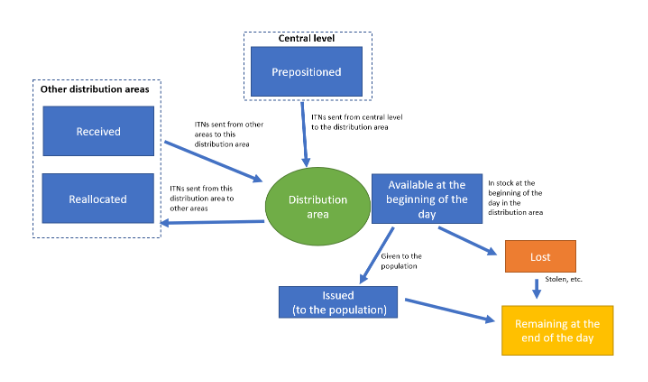 Central level
Prepositioned
Other distribution areas
Received
Reallocated
ITNs sent from other
areas to this
distribution area
ITNs sent from central level
to the distribution area
ITNs sent from this
distribution area to
other areas
Distribution
area
Available at the
beginning of the
day
In stock at the
beginning of the
day in the
distribution area
Given to the
population
Lost
Stolen, etc.
Issued
(to the population)
Remaining at the
end of the day